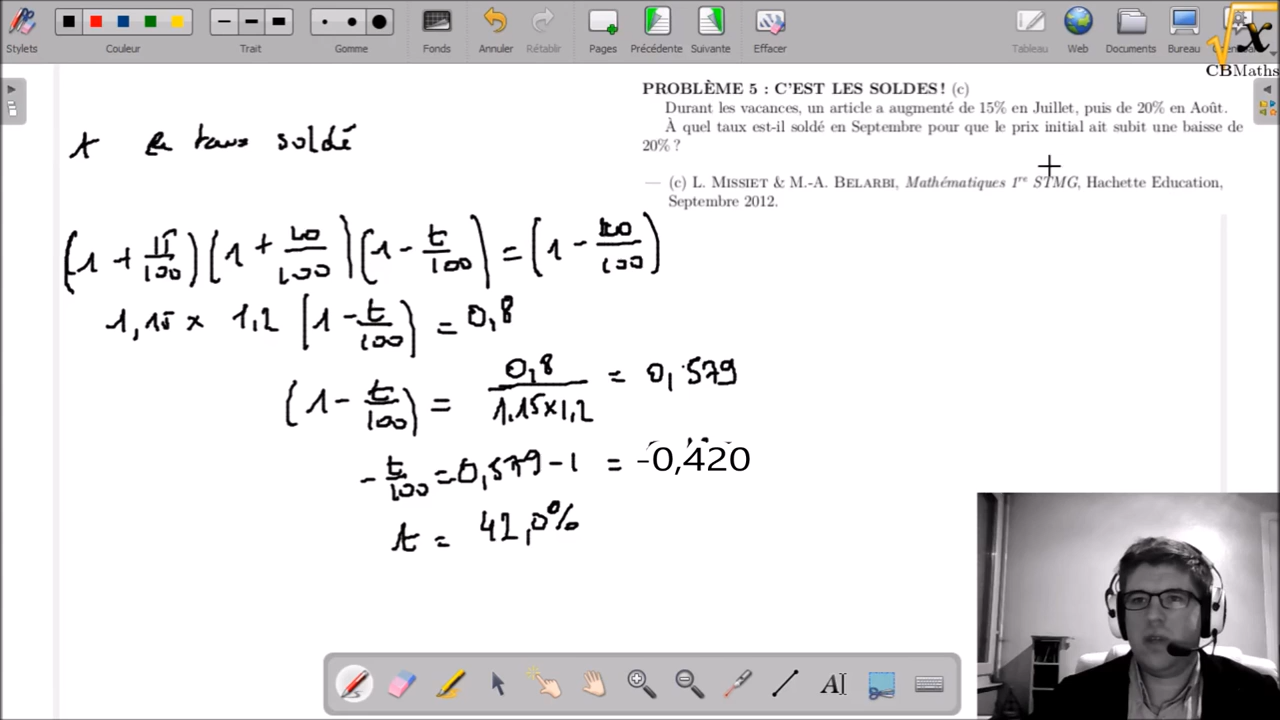 Stylets
Couleur
Trait
Gomme
Fonds
Annuler
Rétablir
Pages
Précédente
Suivante
Effacer
Tableau
Web
Documents
Bureau
CBMaths
PROBLÈME 5 : C'EST LES SOLDES! (c)
Durant les vacances, un article a augmenté de 15% en Juillet, puis de 20% en Août.
À quel taux est-il soldé en Septembre pour que le prix initial ait subit une baisse de
20% ?
— (c) L. MISSIET & M.-A. BELARBI, Mathématiques 1re STMG, Hachette Education,
Septembre 2012.
t le taux soldé
(1 + 15/100)(1 + 20/100)(1 - t/100) = (1 - 20/100)
1,15 × 1,2 (1 - t/100) = 0,8
(1 - t/100) = 0,8/1,15×1,2 = 0,579
- t/100 = 0,579 - 1 = -0,420
t = 42,0%